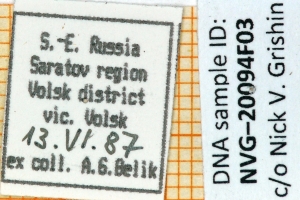 S.-E. Russia
Saratov region
Volsk district
vic. Volsk
13.VI.87
ex coll. A.G.Belik
DNA sample ID:
NVG–20094F03
c/o Nick V. Grishin